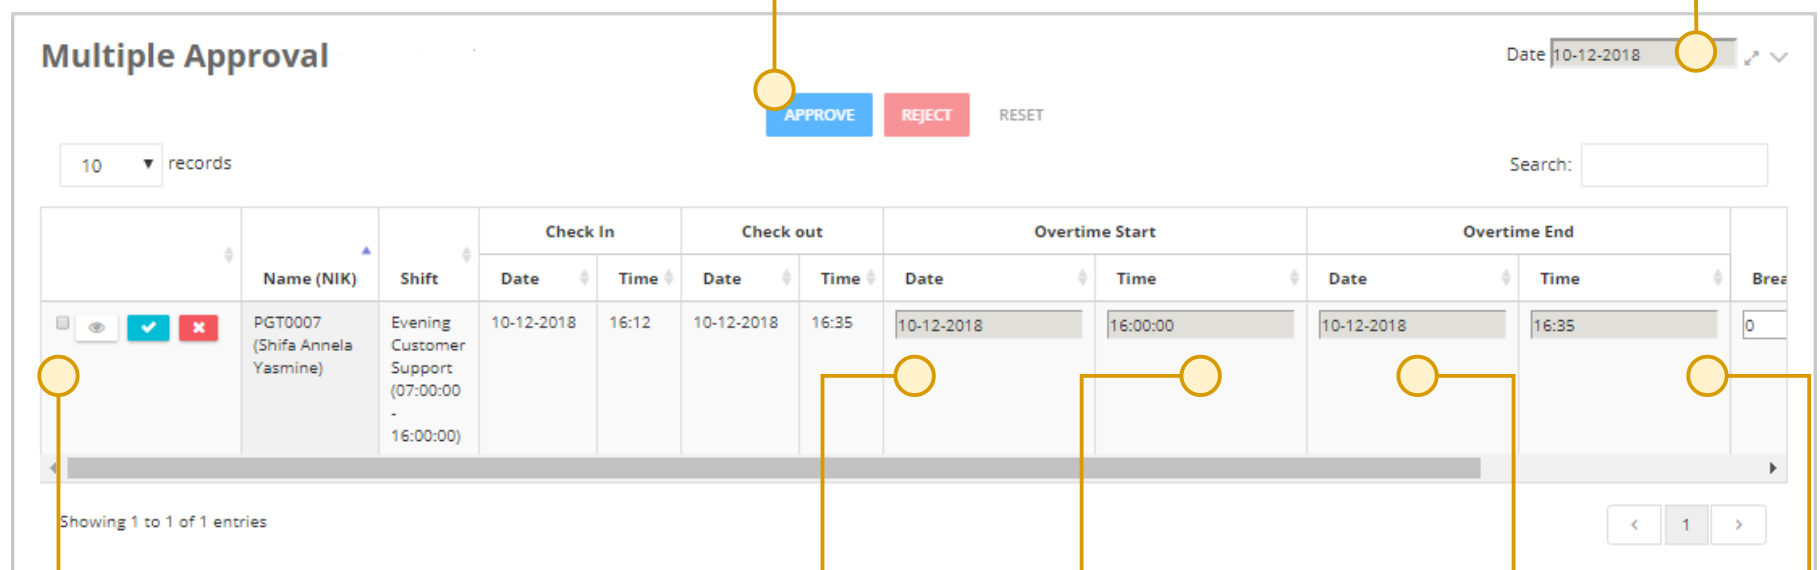 Multiple Approval
Date 10-12-2018
APPROVE REJECT RESET
10 records
Search:
Check In Check out Overtime Start Overtime End
Name (NIK) Shift Date Time Date Time Date Time Date Time Brea
PGT0007 Evening 10-12-2018 16:12 10-12-2018 16:35 10-12-2018 16:00:00 10-12-2018 16:35 0
(Shifa Annela Customer
Yasmine) Support
(07:00:00
-
16:00:00)
Showing 1 to 1 of 1 entries
< 1 >